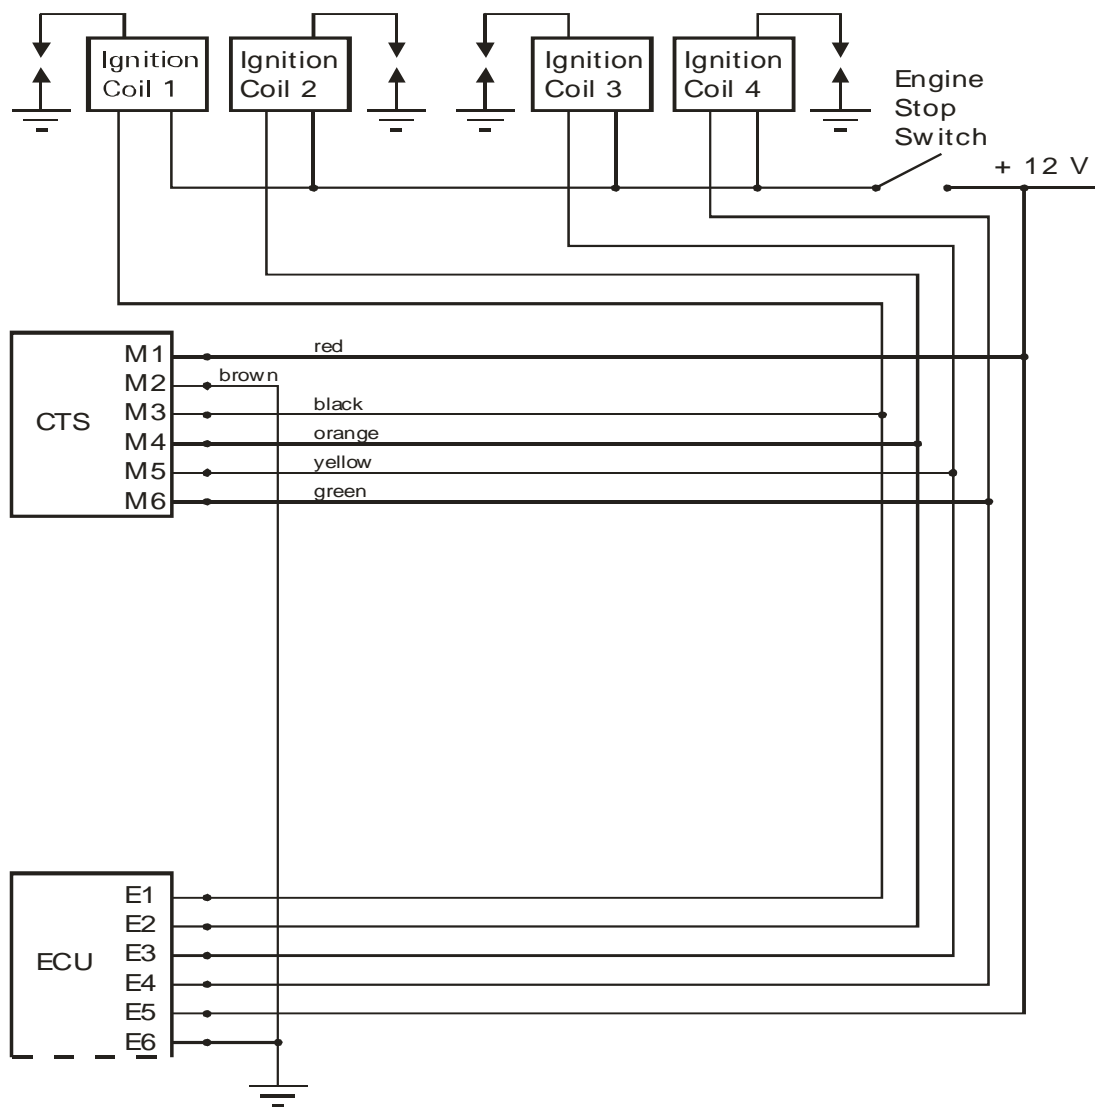 Ignition
Coil 1
Ignition
Coil 2
Ignition
Coil 3
Ignition
Coil 4
Engine
Stop
Switch
+ 12 V
CTS
M1
M2
M3
M4
M5
M6
red
brown
black
orange
yellow
green
ECU
E1
E2
E3
E4
E5
E6